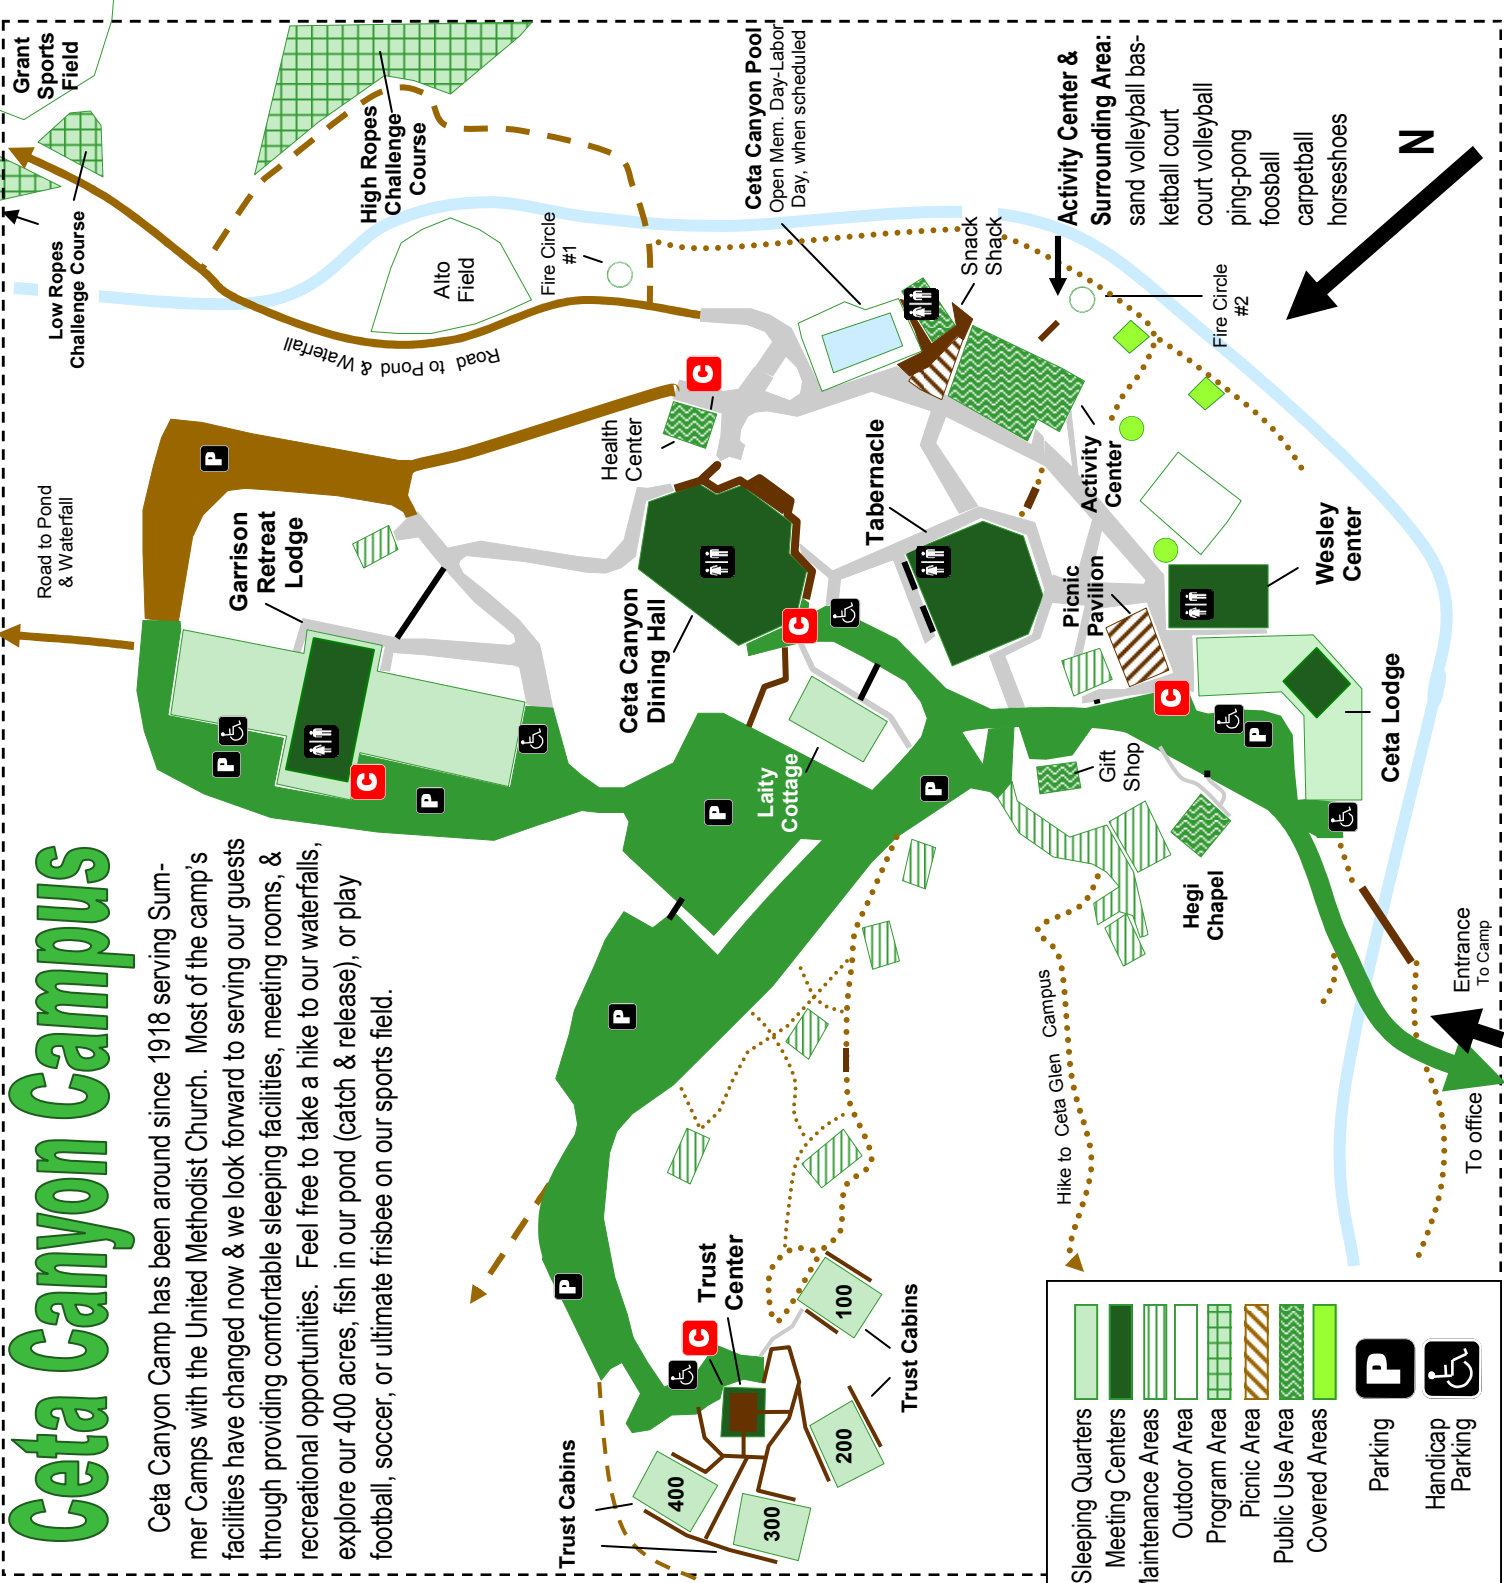 Ceta Canyon Campus
Ceta Canyon Camp has been around since 1918 serving Sum-
mer Camps with the United Methodist Church.  Most of the camp's
facilities have changed now & we look forward to serving our guests
through providing comfortable sleeping facilities, meeting rooms, &
recreational opportunities.  Feel free to take a hike to our waterfalls,
explore our 400 acres, fish in our pond (catch & release), or play
football, soccer, or ultimate frisbee on our sports field.
Grant
Sports
Field
Low Ropes
Challenge Course
High Ropes
Challenge
Course
Road to Pond
& Waterfall
Road to Pond & Waterfall
Alto
Field
Fire Circle
#1
Ceta Canyon Pool
Open Mem. Day-Labor
Day, when scheduled
Snack
Shack
Activity Center &
Surrounding Area:
sand volleyball bas-
ketball court
court volleyball
ping-pong
foosball
carpetball
horseshoes
N
Fire Circle
#2
P
Garrison
Retreat
Lodge
Health
Center
C
Ceta Canyon
Dining Hall
Tabernacle
Activity
Center
Picnic
Pavilion
Wesley
Center
P
C
P
C
P
Laity
Cottage
P
C
P
Gift
Shop
Ceta Lodge
Hegi
Chapel
P
Hike to Ceta Glen Campus
Entrance
To Camp
To office
P
C
Trust
Center
100
Trust Cabins
200
Trust Cabins
400
300
Sleeping Quarters
Meeting Centers
Maintenance Areas
Outdoor Area
Program Area
Picnic Area
Public Use Area
Covered Areas
P
Parking
Handicap
Parking